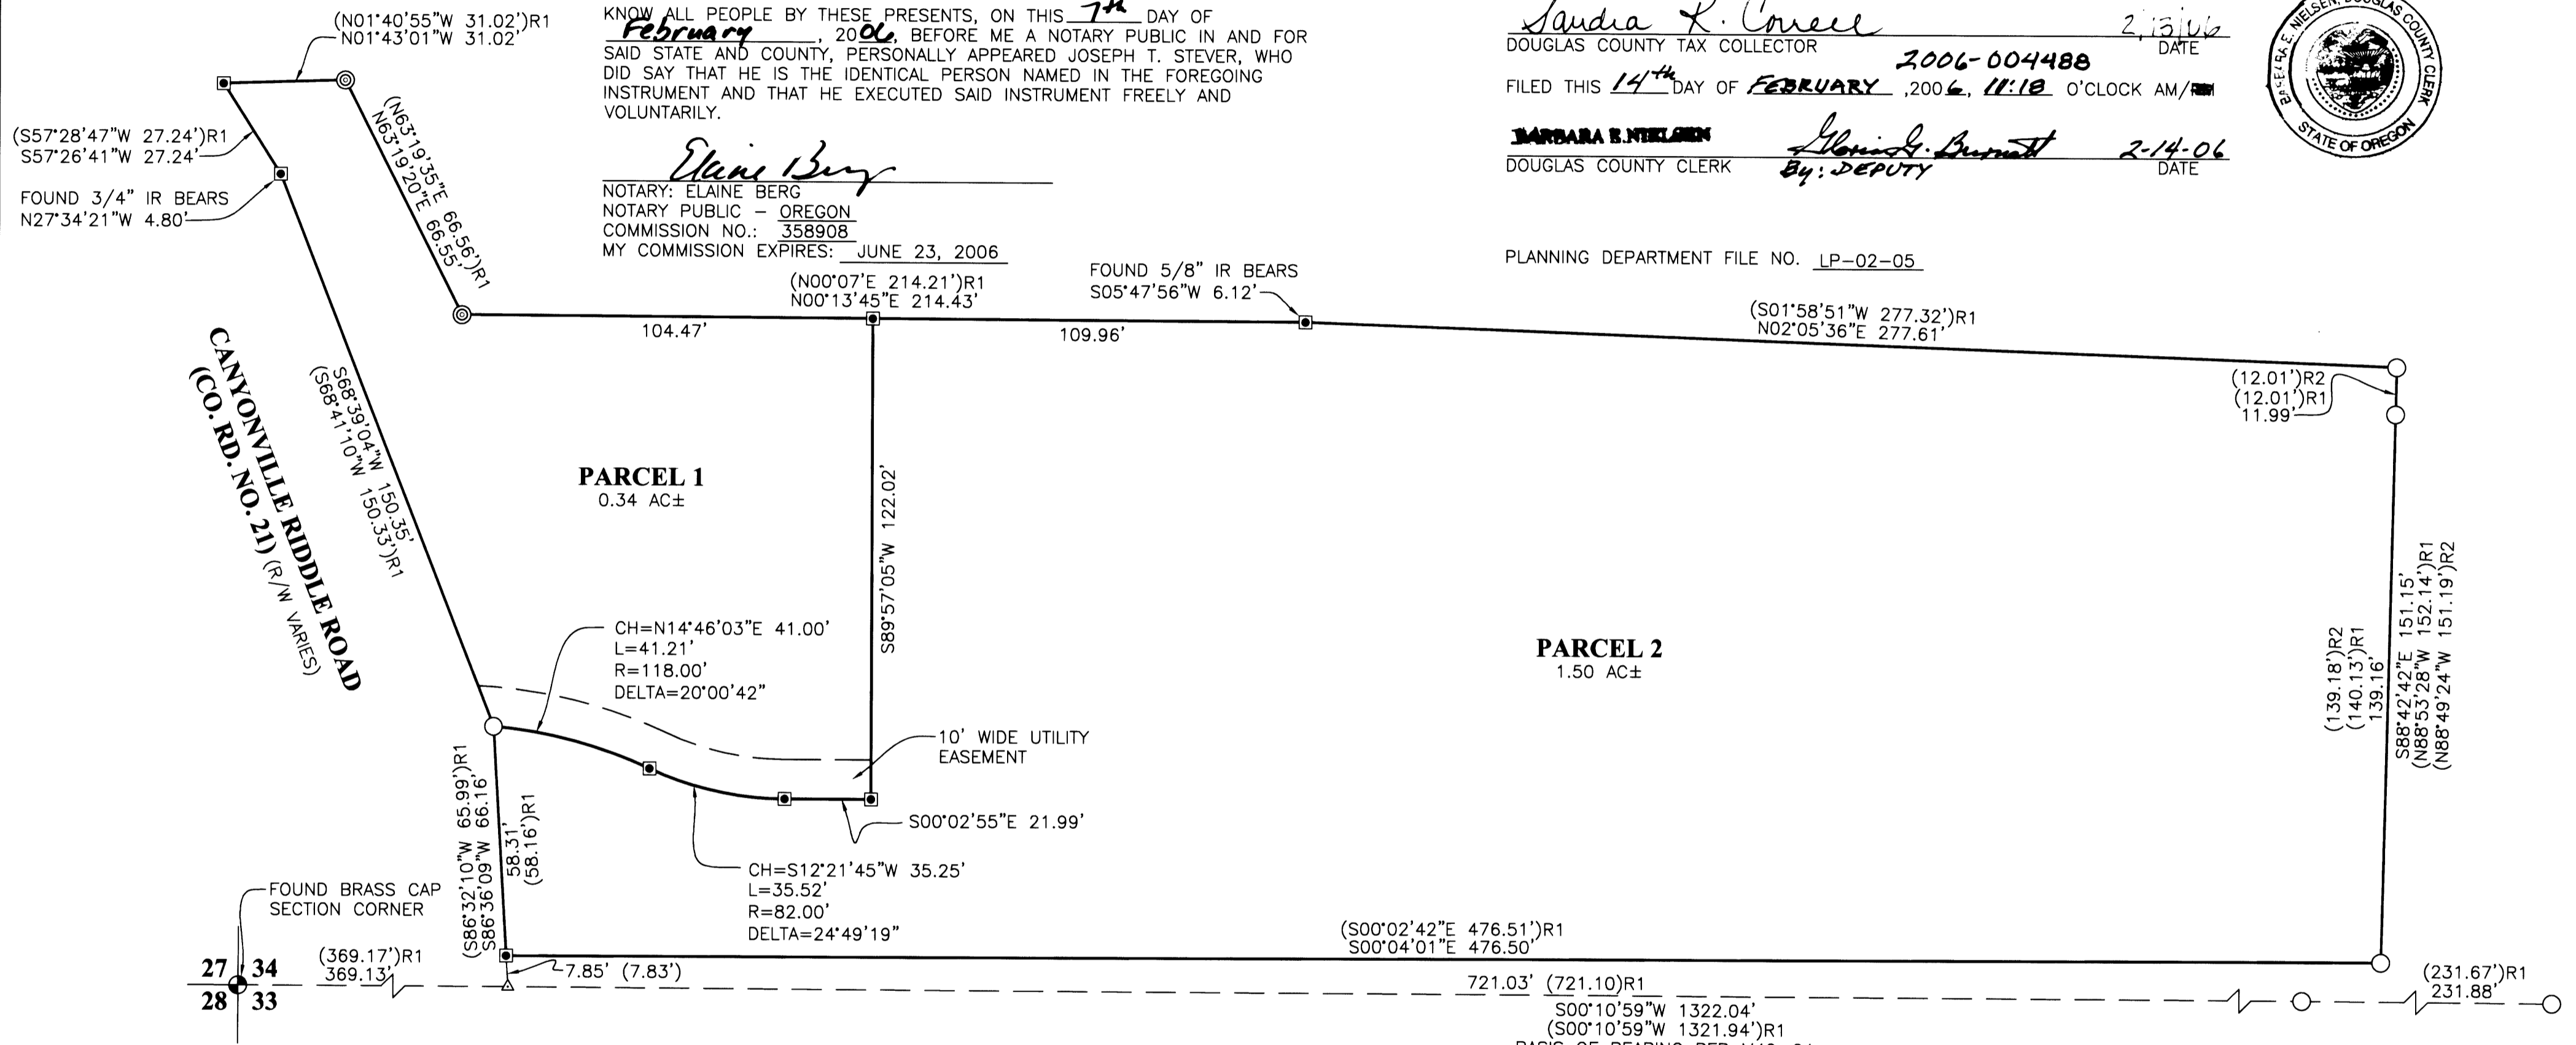 (N01°40'55"W 31.02')R1
N01°43'01"W 31.02'
(S57°28'47"W 27.24')R1
S57°26'41"W 27.24'
FOUND 3/4" IR BEARS
N27°34'21"W 4.80'
(N63°19'35"E 66.56')R1
N63°19'20"E 66.55'
KNOW ALL PEOPLE BY THESE PRESENTS, ON THIS 7th DAY OF
February, 2006, BEFORE ME A NOTARY PUBLIC IN AND FOR
SAID STATE AND COUNTY, PERSONALLY APPEARED JOSEPH T. STEVER, WHO
DID SAY THAT HE IS THE IDENTICAL PERSON NAMED IN THE FOREGOING
INSTRUMENT AND THAT HE EXECUTED SAID INSTRUMENT FREELY AND
VOLUNTARILY.
Elaine Berg
NOTARY: ELAINE BERG
NOTARY PUBLIC – OREGON
COMMISSION NO.: 358908
MY COMMISSION EXPIRES: JUNE 23, 2006
Sandra K. Correll 2/13/06
DOUGLAS COUNTY TAX COLLECTOR DATE
2006-004488
FILED THIS 14th DAY OF FEBRUARY, 2006, 11:18 O'CLOCK AM/
BARBARA E. NIELSEN Gloria G. Burnett 2-14-06
DOUGLAS COUNTY CLERK By: DEPUTY DATE
BARBARA E. NIELSEN, DOUGLAS COUNTY CLERK
STATE OF OREGON
PLANNING DEPARTMENT FILE NO. LP-02-05
(N00°07'E 214.21')R1
N00°13'45"E 214.43'
104.47'
109.96'
FOUND 5/8" IR BEARS
S05°47'56"W 6.12'
(S01°58'51"W 277.32')R1
N02°05'36"E 277.61'
(12.01')R2
(12.01')R1
11.99'
CANYONVILLE RIDDLE ROAD
(CO. RD. NO. 21) (R/W VARIES)
S68°39'04"W 150.35'
(S68°41'10"W 150.33')R1
PARCEL 1
0.34 AC±
S89°57'05"W 122.02'
CH=N14°46'03"E 41.00'
L=41.21'
R=118.00'
DELTA=20°00'42"
10' WIDE UTILITY
EASEMENT
S00°02'55"E 21.99'
CH=S12°21'45"W 35.25'
L=35.52'
R=82.00'
DELTA=24°49'19"
PARCEL 2
1.50 AC±
(139.18')R2
(140.13')R1
139.16'
S88°42'42"E 151.15'
(N88°53'28"W 152.14')R1
(N88°49'24"W 151.19')R2
(S86°32'10"W 65.99')R1
S86°36'09"W 66.16'
58.31'
(58.16')R1
FOUND BRASS CAP
SECTION CORNER
27 34
28 33
(369.17')R1
369.13'
7.85' (7.83')
(S00°02'42"E 476.51')R1
S00°04'01"E 476.50'
721.03' (721.10)R1
S00°10'59"W 1322.04'
(S00°10'59"W 1321.94')R1
(231.67')R1
231.88'